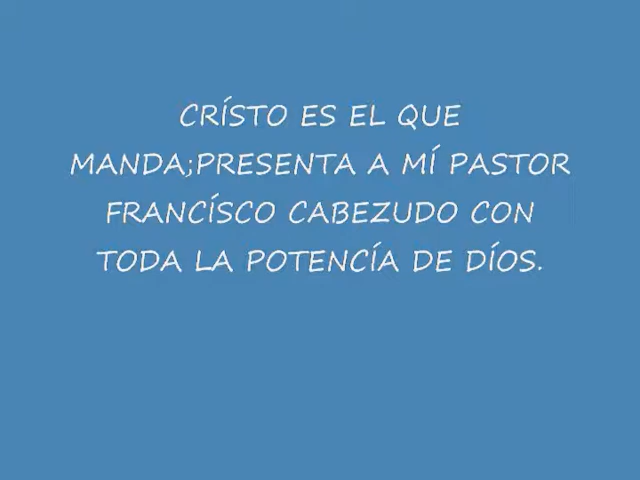 CRÍSTO ES EL QUE
MANDA;PRESENTA A MÍ PASTOR
FRANCÍSCO CABEZUDO CON
TODA LA POTENCÍA DE DÍOS.